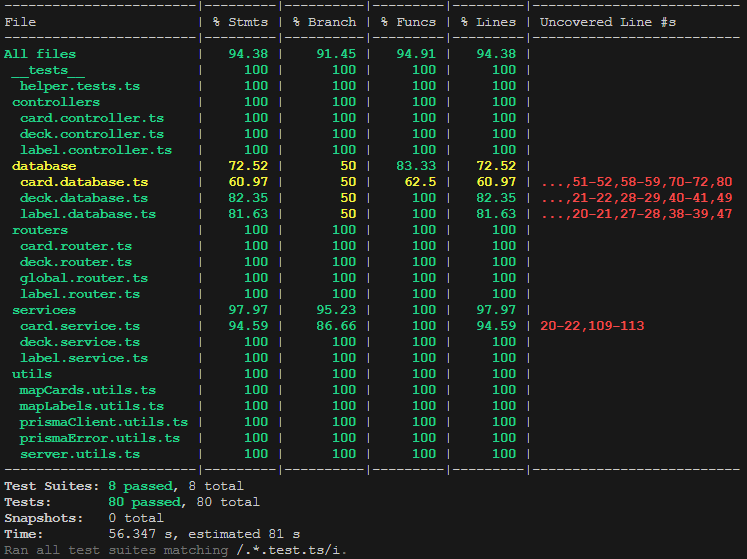 -------------------------|---------|----------|---------|---------|--------------------------
File                     | % Stmts | % Branch | % Funcs | % Lines | Uncovered Line #s
-------------------------|---------|----------|---------|---------|--------------------------
All files                |   94.38 |    91.45 |   94.91 |   94.38 |
 __tests__               |     100 |      100 |     100 |     100 |
  helper.tests.ts        |     100 |      100 |     100 |     100 |
 controllers             |     100 |      100 |     100 |     100 |
  card.controller.ts     |     100 |      100 |     100 |     100 |
  deck.controller.ts     |     100 |      100 |     100 |     100 |
  label.controller.ts    |     100 |      100 |     100 |     100 |
 database                |   72.52 |       50 |   83.33 |   72.52 |
  card.database.ts       |   60.97 |       50 |    62.5 |   60.97 | ...,51-52,58-59,70-72,80
  deck.database.ts       |   82.35 |       50 |     100 |   82.35 | ...,21-22,28-29,40-41,49
  label.database.ts      |   81.63 |       50 |     100 |   81.63 | ...,20-21,27-28,38-39,47
 routers                 |     100 |      100 |     100 |     100 |
  card.router.ts         |     100 |      100 |     100 |     100 |
  deck.router.ts         |     100 |      100 |     100 |     100 |
  global.router.ts       |     100 |      100 |     100 |     100 |
  label.router.ts        |     100 |      100 |     100 |     100 |
 services                |   97.97 |    95.23 |     100 |   97.97 |
  card.service.ts        |   94.59 |    86.66 |     100 |   94.59 | 20-22,109-113
  deck.service.ts        |     100 |      100 |     100 |     100 |
  label.service.ts       |     100 |      100 |     100 |     100 |
 utils                   |     100 |      100 |     100 |     100 |
  mapCards.utils.ts      |     100 |      100 |     100 |     100 |
  mapLabels.utils.ts     |     100 |      100 |     100 |     100 |
  prismaClient.utils.ts  |     100 |      100 |     100 |     100 |
  prismaError.utils.ts   |     100 |      100 |     100 |     100 |
  server.utils.ts        |     100 |      100 |     100 |     100 |
-------------------------|---------|----------|---------|---------|--------------------------
Test Suites: 8 passed, 8 total
Tests:       80 passed, 80 total
Snapshots:   0 total
Time:        56.347 s, estimated 81 s
Ran all test suites matching /.*.test.ts/i.